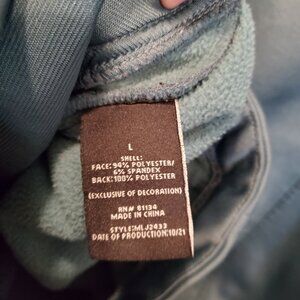 L
SHELL:
FACE: 94% POLYESTER/
6% SPANDEX
BACK: 100% POLYESTER
(EXCLUSIVE OF DECORATION)
RN# 81134
MADE IN CHINA
STYLE: MLJ2433
DATE OF PRODUCTION: 10/21